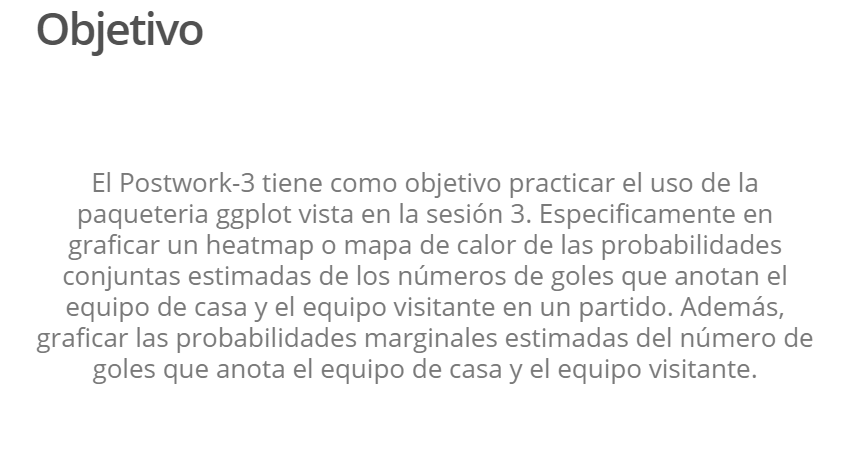 Objetivo
El Postwork-3 tiene como objetivo practicar el uso de la
paqueteria ggplot vista en la sesión 3. Especificamente en
graficar un heatmap o mapa de calor de las probabilidades
conjuntas estimadas de los números de goles que anotan el
equipo de casa y el equipo visitante en un partido. Además,
graficar las probabilidades marginales estimadas del número de
goles que anota el equipo de casa y el equipo visitante.